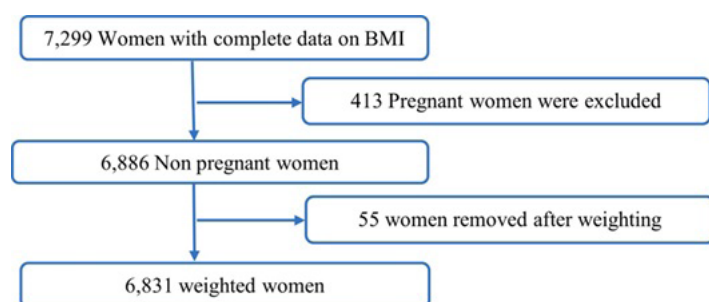 7,299 Women with complete data on BMI
413 Pregnant women were excluded
6,886 Non pregnant women
55 women removed after weighting
6,831 weighted women